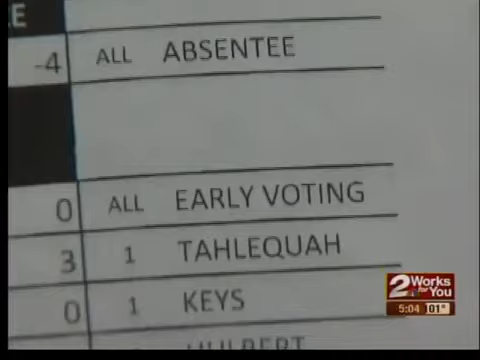 -4 ALL ABSENTEE
0 ALL EARLY VOTING
3 1 TAHLEQUAH
0 1 KEYS
2 Works for You
5:04 01°